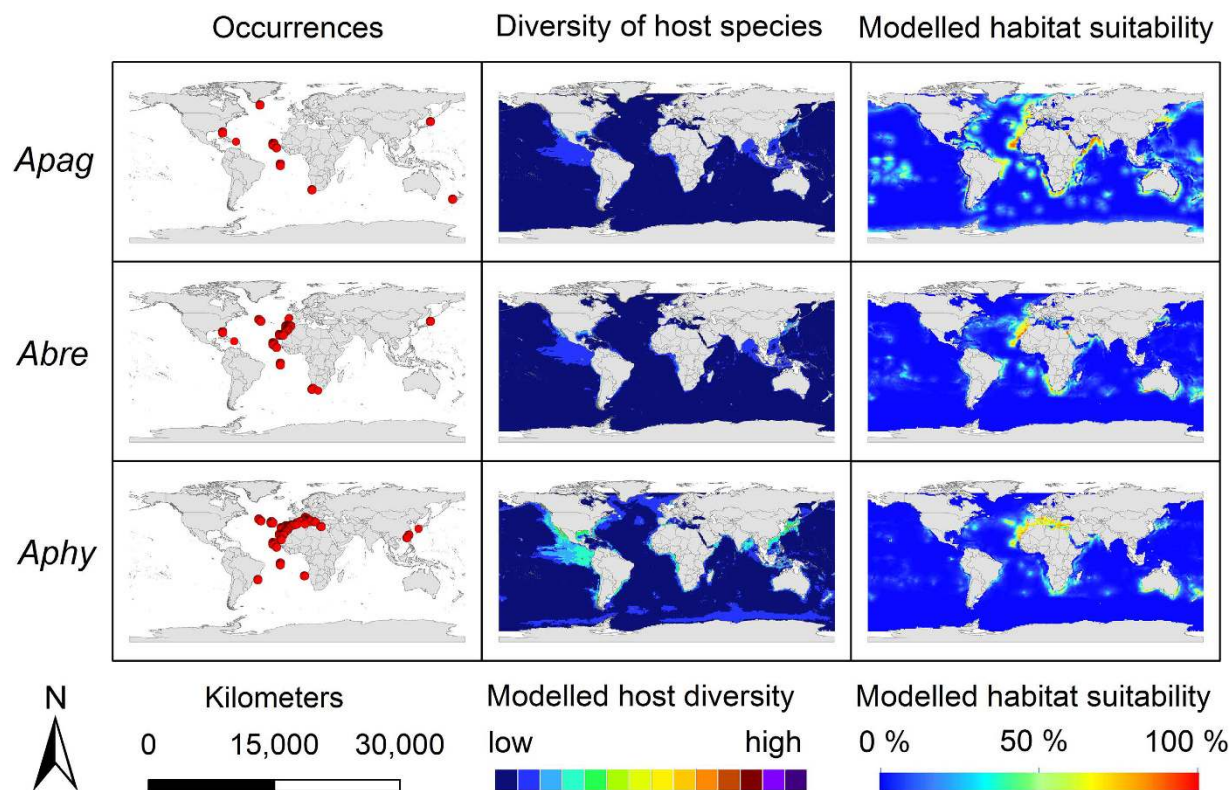 Occurrences
Diversity of host species
Modelled habitat suitability
Apag
Abre
Aphy
N
Kilometers
0 15,000 30,000
Modelled host diversity
low high
Modelled habitat suitability
0 % 50 % 100 %